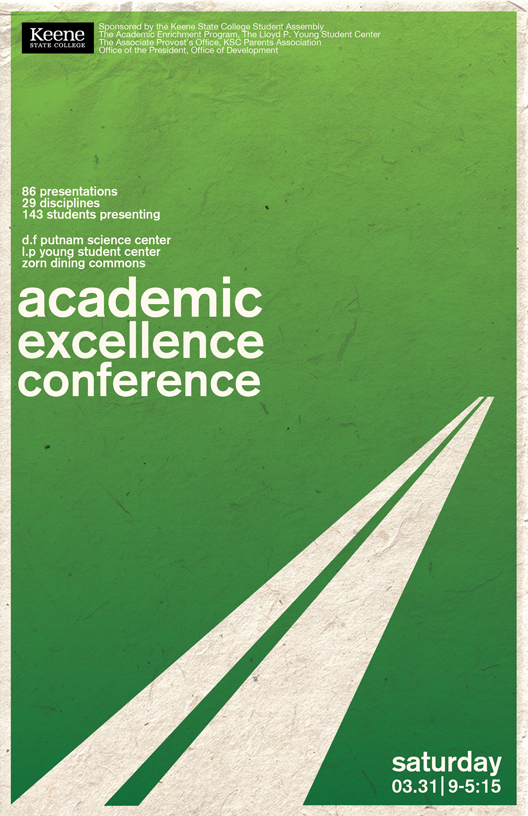 Keene
STATE COLLEGE
Sponsored by the Keene State College Student Assembly
The Academic Enrichment Program, The Lloyd P. Young Student Center
The Associate Provost's Office, KSC Parents Association
Office of the President, Office of Development
86 presentations
29 disciplines
143 students presenting
d.f putnam science center
l.p young student center
zorn dining commons
academic
excellence
conference
saturday
03.31|9-5:15